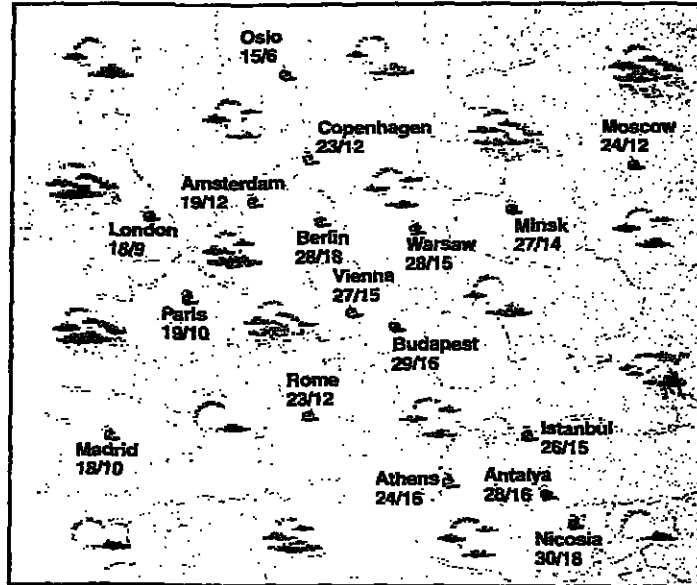 Oslo
15/6
Copenhagen
23/12
Moscow
24/12
Amsterdam
19/12
London
18/9
Berlin
28/18
Warsaw
28/15
Minsk
27/14
Vienna
27/15
Paris
19/10
Budapest
29/16
Rome
23/12
Madrid
18/10
Istanbul
26/15
Athens
24/16
Antalya
28/16
Nicosia
30/18